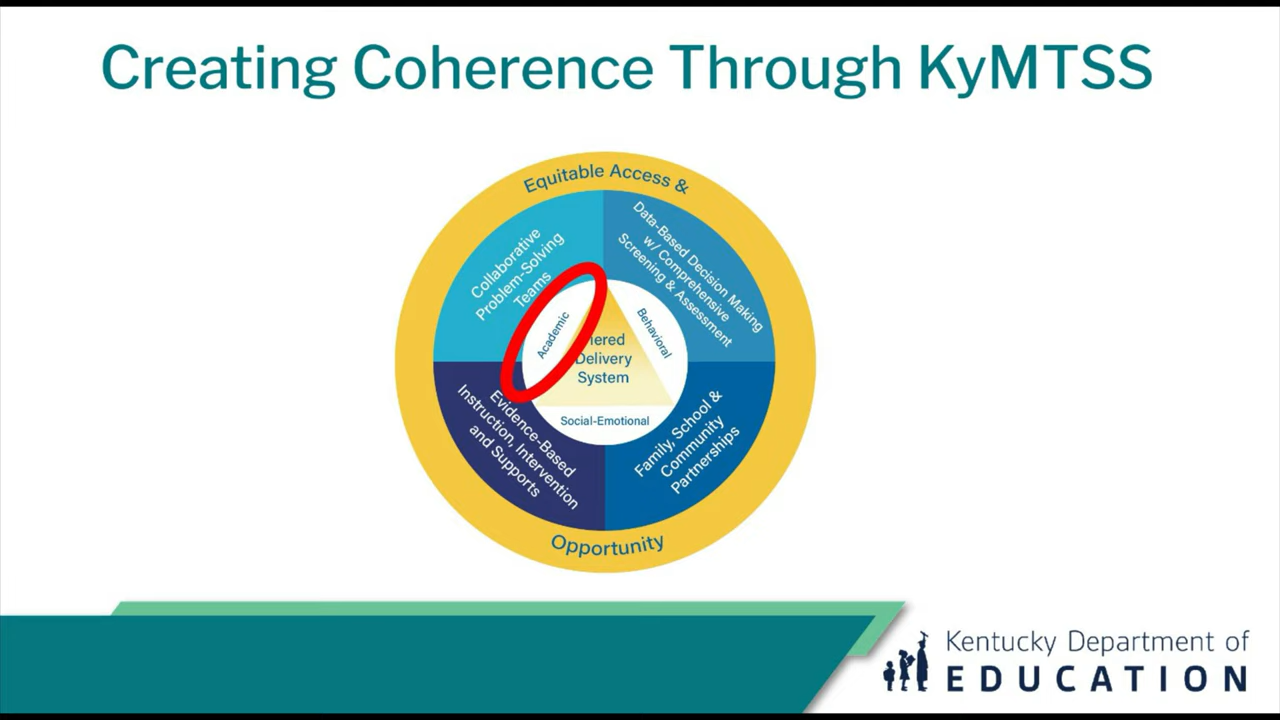 Creating Coherence Through KyMTSS
Equitable Access &
Collaborative
Problem-Solving
Teams
Data-Based Decision Making
w/ Comprehensive
Screening & Assessment
Academic
Behavioral
iered
Delivery
System
Social-Emotional
Evidence-Based
Instruction, Intervention
and Supports
Family, School &
Community
Partnerships
Opportunity
Kentucky Department of
EDUCATION